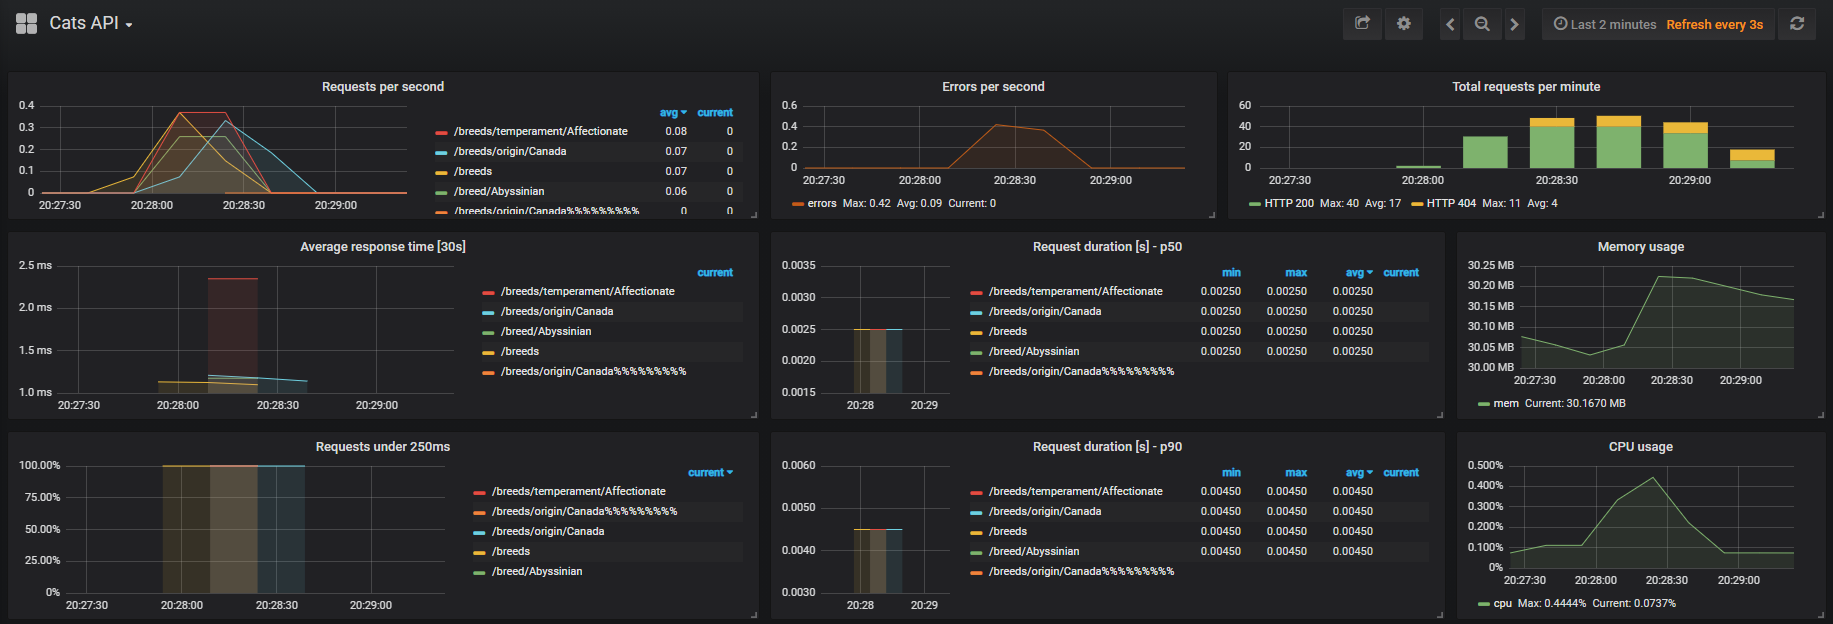 Cats API
Last 2 minutes Refresh every 3s
Requests per second
0.4
0.3
0.2
0.1
0
20:27:30 20:28:00 20:28:30 20:29:00
avg current
/breeds/temperament/Affectionate 0.08 0
/breeds/origin/Canada 0.07 0
/breeds 0.07 0
/breed/Abyssinian 0.06 0
/breeds/origin/Canada%%%%%%%%% 0 0
Errors per second
0.6
0.4
0.2
0
20:27:30 20:28:00 20:28:30 20:29:00
errors Max: 0.42 Avg: 0.09 Current: 0
Total requests per minute
60
40
20
0
20:27:30 20:28:00 20:28:30 20:29:00
HTTP 200 Max: 40 Avg: 17 HTTP 404 Max: 11 Avg: 4
Average response time [30s]
2.5 ms
2.0 ms
1.5 ms
1.0 ms
20:27:30 20:28:00 20:28:30 20:29:00
current
/breeds/temperament/Affectionate
/breeds/origin/Canada
/breed/Abyssinian
/breeds
/breeds/origin/Canada%%%%%%%%%
Request duration [s] - p50
0.0035
0.0030
0.0025
0.0020
0.0015
20:28 20:29
min max avg current
/breeds/temperament/Affectionate 0.00250 0.00250 0.00250
/breeds/origin/Canada 0.00250 0.00250 0.00250
/breeds 0.00250 0.00250 0.00250
/breed/Abyssinian 0.00250 0.00250 0.00250
/breeds/origin/Canada%%%%%%%%%
Memory usage
30.25 MB
30.20 MB
30.15 MB
30.10 MB
30.05 MB
30.00 MB
20:27:30 20:28:00 20:28:30 20:29:00
mem Current: 30.1670 MB
Requests under 250ms
100.00%
75.00%
50.00%
25.00%
0%
20:27:30 20:28:00 20:28:30 20:29:00
current
/breeds/temperament/Affectionate
/breeds/origin/Canada%%%%%%%%%
/breeds/origin/Canada
/breeds
/breed/Abyssinian
Request duration [s] - p90
0.0060
0.0050
0.0040
0.0030
20:28 20:29
min max avg current
/breeds/temperament/Affectionate 0.00450 0.00450 0.00450
/breeds/origin/Canada 0.00450 0.00450 0.00450
/breeds 0.00450 0.00450 0.00450
/breed/Abyssinian 0.00450 0.00450 0.00450
/breeds/origin/Canada%%%%%%%%%
CPU usage
0.500%
0.400%
0.300%
0.200%
0.100%
0%
20:27:30 20:28:00 20:28:30 20:29:00
cpu Max: 0.4444% Current: 0.0737%